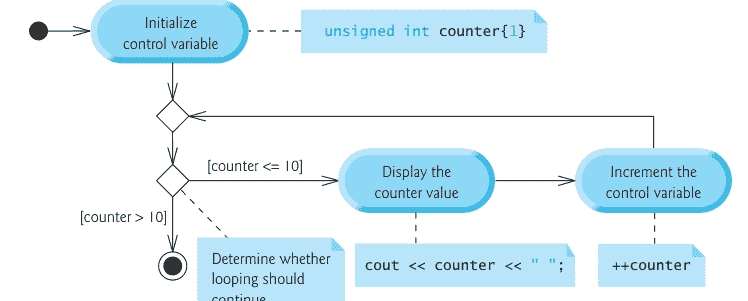 Initialize
control variable
unsigned int counter{1}
[counter <= 10]
Display the
counter value
Increment the
control variable
[counter > 10]
Determine whether
looping should
continue
cout << counter << " ";
++counter